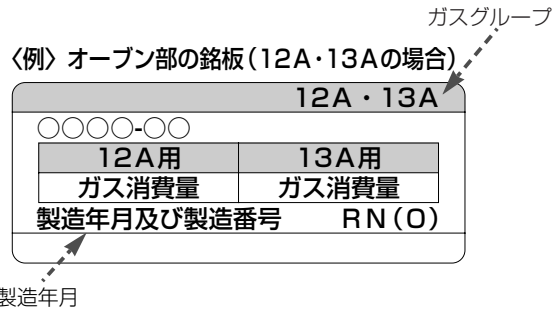 ガスグループ
〈例〉オーブン部の銘板(12A・13Aの場合)
12A・13A
○○○○-○○
12A用 13A用
ガス消費量 ガス消費量
製造年月及び製造番号 RN(O)
製造年月